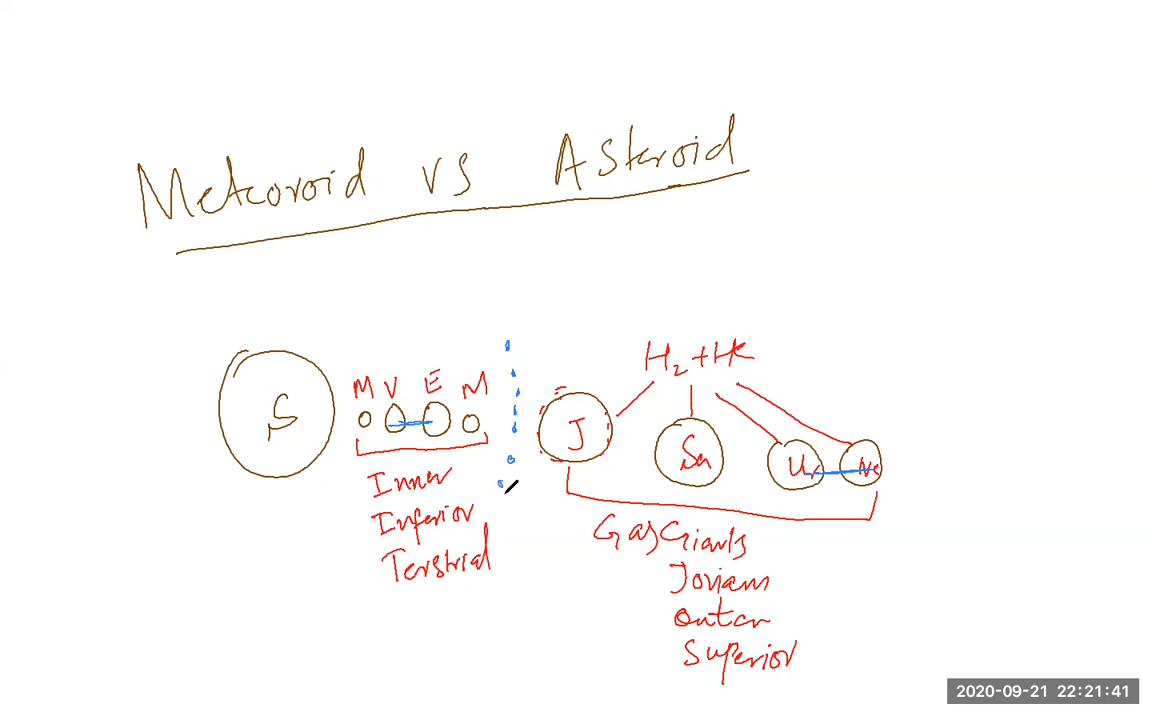 Meteoroid vs Asteroid
H2 + He
M V E M
S
J
Sa
Ur
Ne
Inner
Inferior
Terstrial
Gas Giants
Jovians
Outer
Superior
2020-09-21 22:21:41